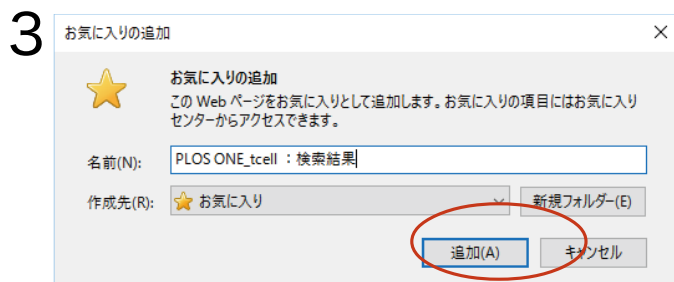 3
お気に入りの追加
お気に入りの追加
この Web ページをお気に入りとして追加します。お気に入りの項目にはお気に入り
センターからアクセスできます。
名前(N): PLOS ONE_tcell ：検索結果
作成先(R): お気に入り 新規フォルダー(E)
追加(A) キャンセル